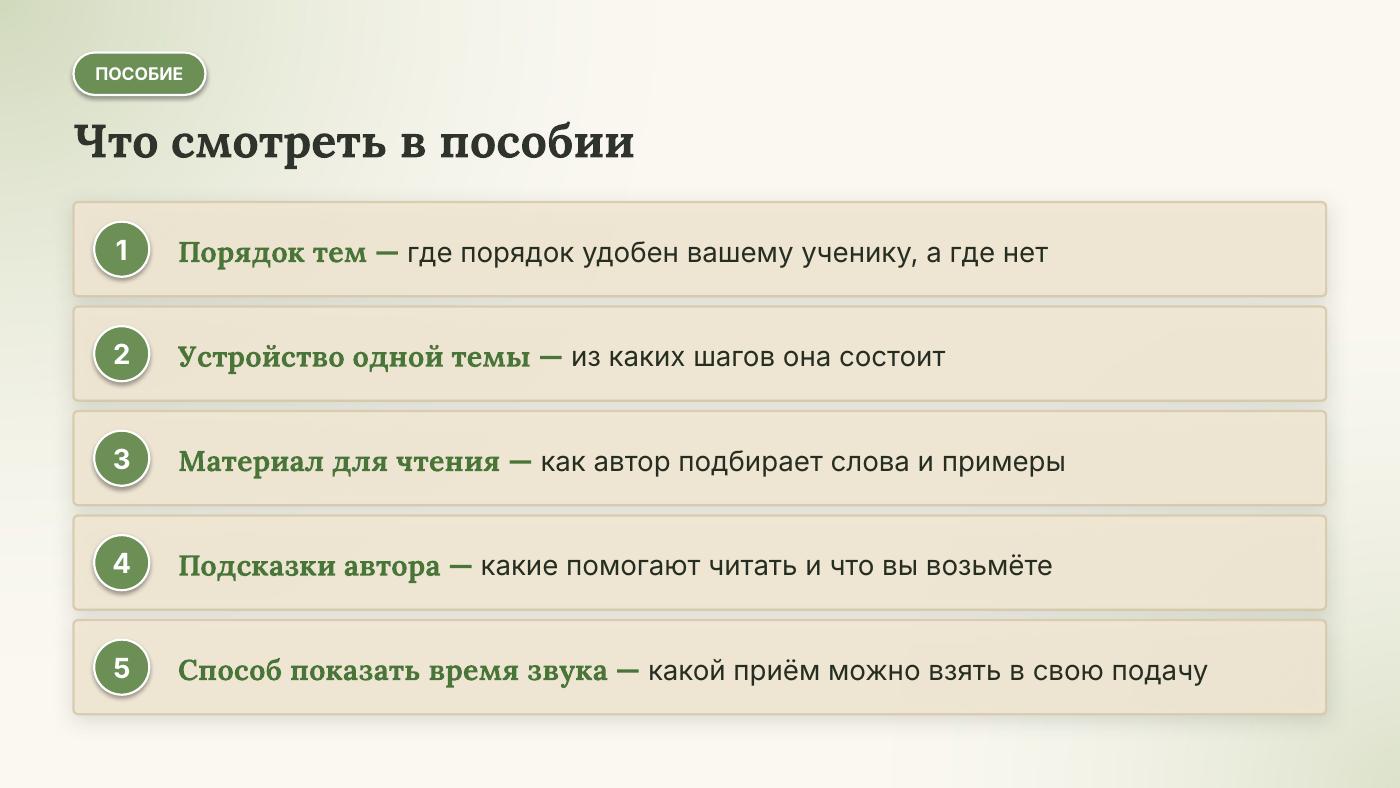 ПОСОБИЕ
Что смотреть в пособии
1 Порядок тем — где порядок удобен вашему ученику, а где нет
2 Устройство одной темы — из каких шагов она состоит
3 Материал для чтения — как автор подбирает слова и примеры
4 Подсказки автора — какие помогают читать и что вы возьмёте
5 Способ показать время звука — какой приём можно взять в свою подачу